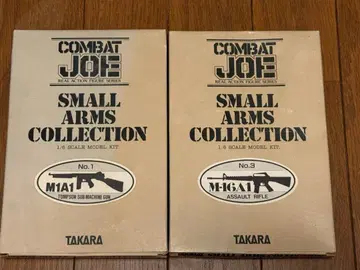 COMBAT
JOE
REAL ACTION FIGURE SERIES
SMALL
ARMS
COLLECTION
1:6 SCALE MODEL KIT.
No.1
M1A1
TOMPSON SUB-MACHINE GUN
TAKARA
COMBAT
JOE
REAL ACTION FIGURE SERIES
SMALL
ARMS
COLLECTION
1:6 SCALE MODEL KIT.
No.3
M-16A1
ASSAULT RIFLE
TAKARA